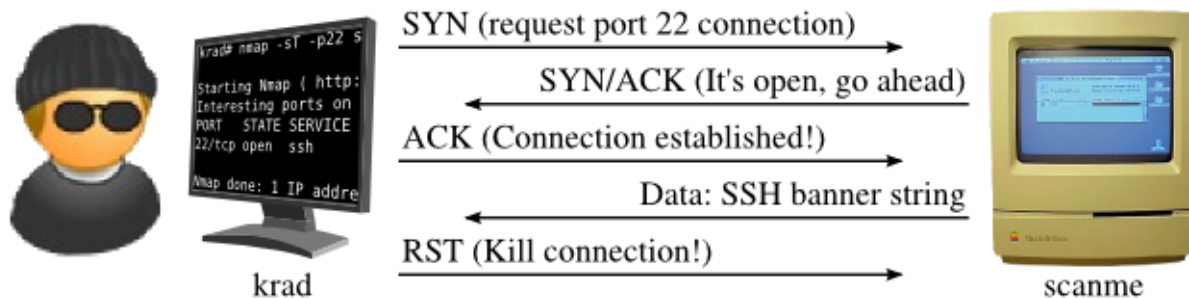 krad# nmap -sT -p22 s
Starting Nmap ( http:
Interesting ports on
PORT STATE SERVICE
22/tcp open ssh
Nmap done: 1 IP addre
SYN (request port 22 connection)
SYN/ACK (It's open, go ahead)
ACK (Connection established!)
Data: SSH banner string
RST (Kill connection!)
krad
scanme